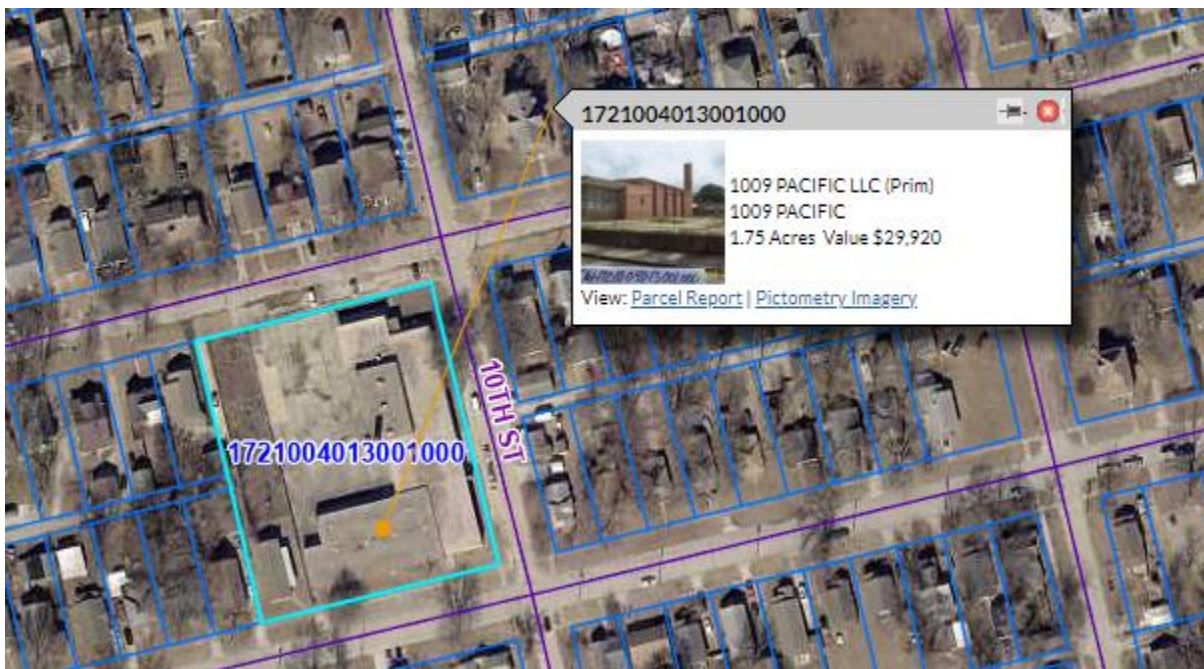 1721004013001000
1009 PACIFIC LLC (Prim)
1009 PACIFIC
1.75 Acres Value $29,920
View: Parcel Report | Pictometry Imagery
10TH ST
1721004013001000